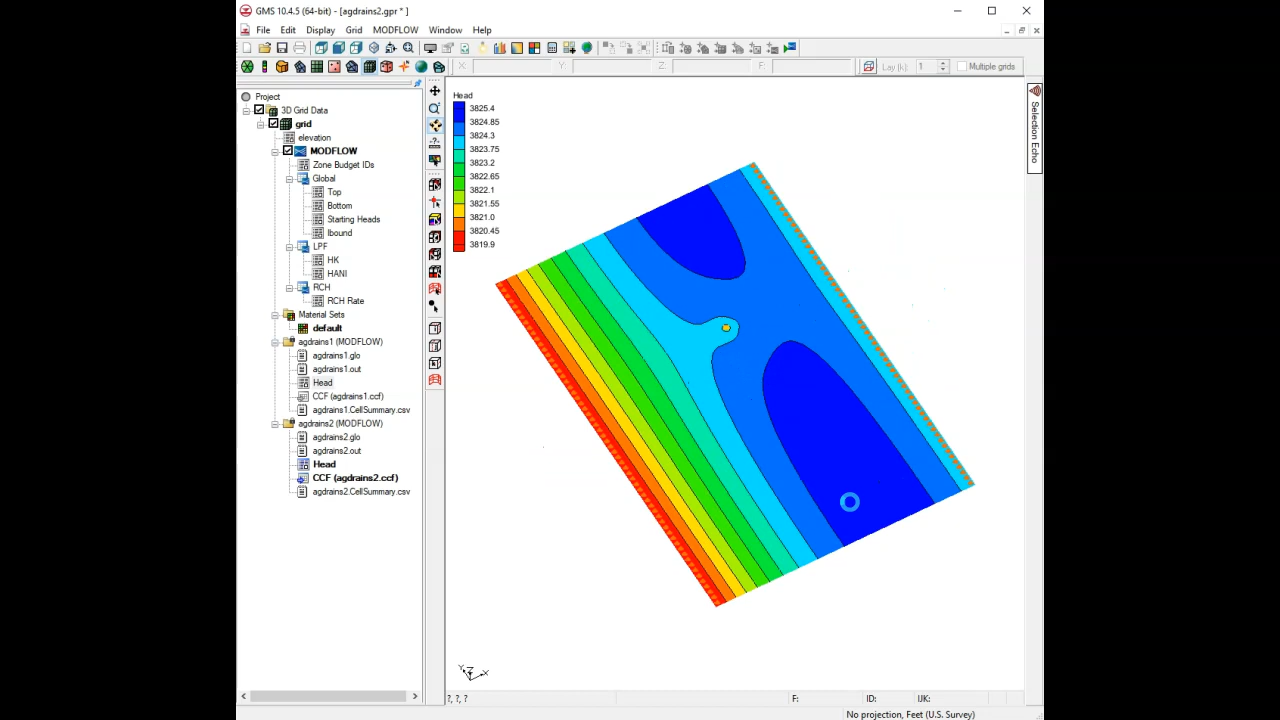 GMS 10.4.5 (64-bit) - [agdrains2.gpr * ]
File Edit Display Grid MODFLOW Window Help
X: Y: Z: F: Lay (k): 1 Multiple grids
Project
3D Grid Data
grid
elevation
MODFLOW
Zone Budget IDs
Global
Top
Bottom
Starting Heads
Ibound
LPF
HK
HANI
RCH
RCH Rate
Material Sets
default
agdrains1 (MODFLOW)
agdrains1.glo
agdrains1.out
Head
CCF (agdrains1.ccf)
agdrains1.CellSummary.csv
agdrains2 (MODFLOW)
agdrains2.glo
agdrains2.out
Head
CCF (agdrains2.ccf)
agdrains2.CellSummary.csv
Head
3825.4
3824.85
3824.3
3823.75
3823.2
3822.65
3822.1
3821.55
3821.0
3820.45
3819.9
Selection Echo
Y Z X
?, ?, ? F: ID: IJK:
No projection, Feet (U.S. Survey)